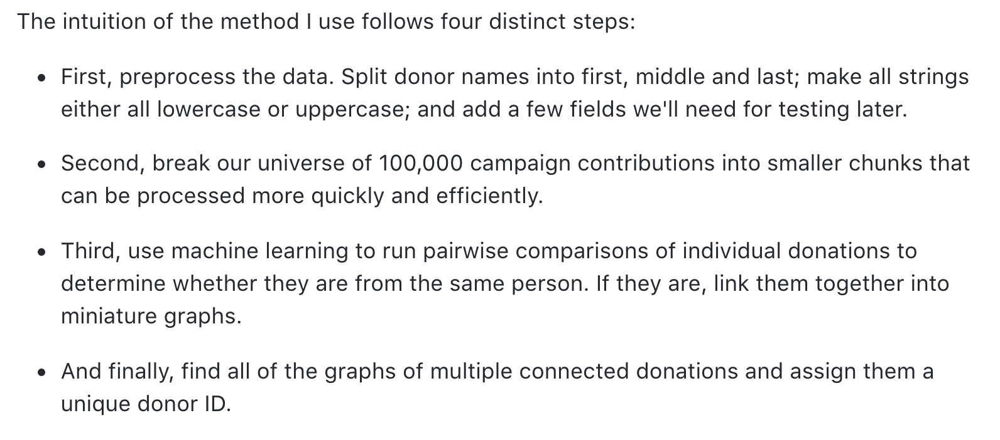 The intuition of the method I use follows four distinct steps:
• First, preprocess the data. Split donor names into first, middle and last; make all strings
either all lowercase or uppercase; and add a few fields we'll need for testing later.
• Second, break our universe of 100,000 campaign contributions into smaller chunks that
can be processed more quickly and efficiently.
• Third, use machine learning to run pairwise comparisons of individual donations to
determine whether they are from the same person. If they are, link them together into
miniature graphs.
• And finally, find all of the graphs of multiple connected donations and assign them a
unique donor ID.